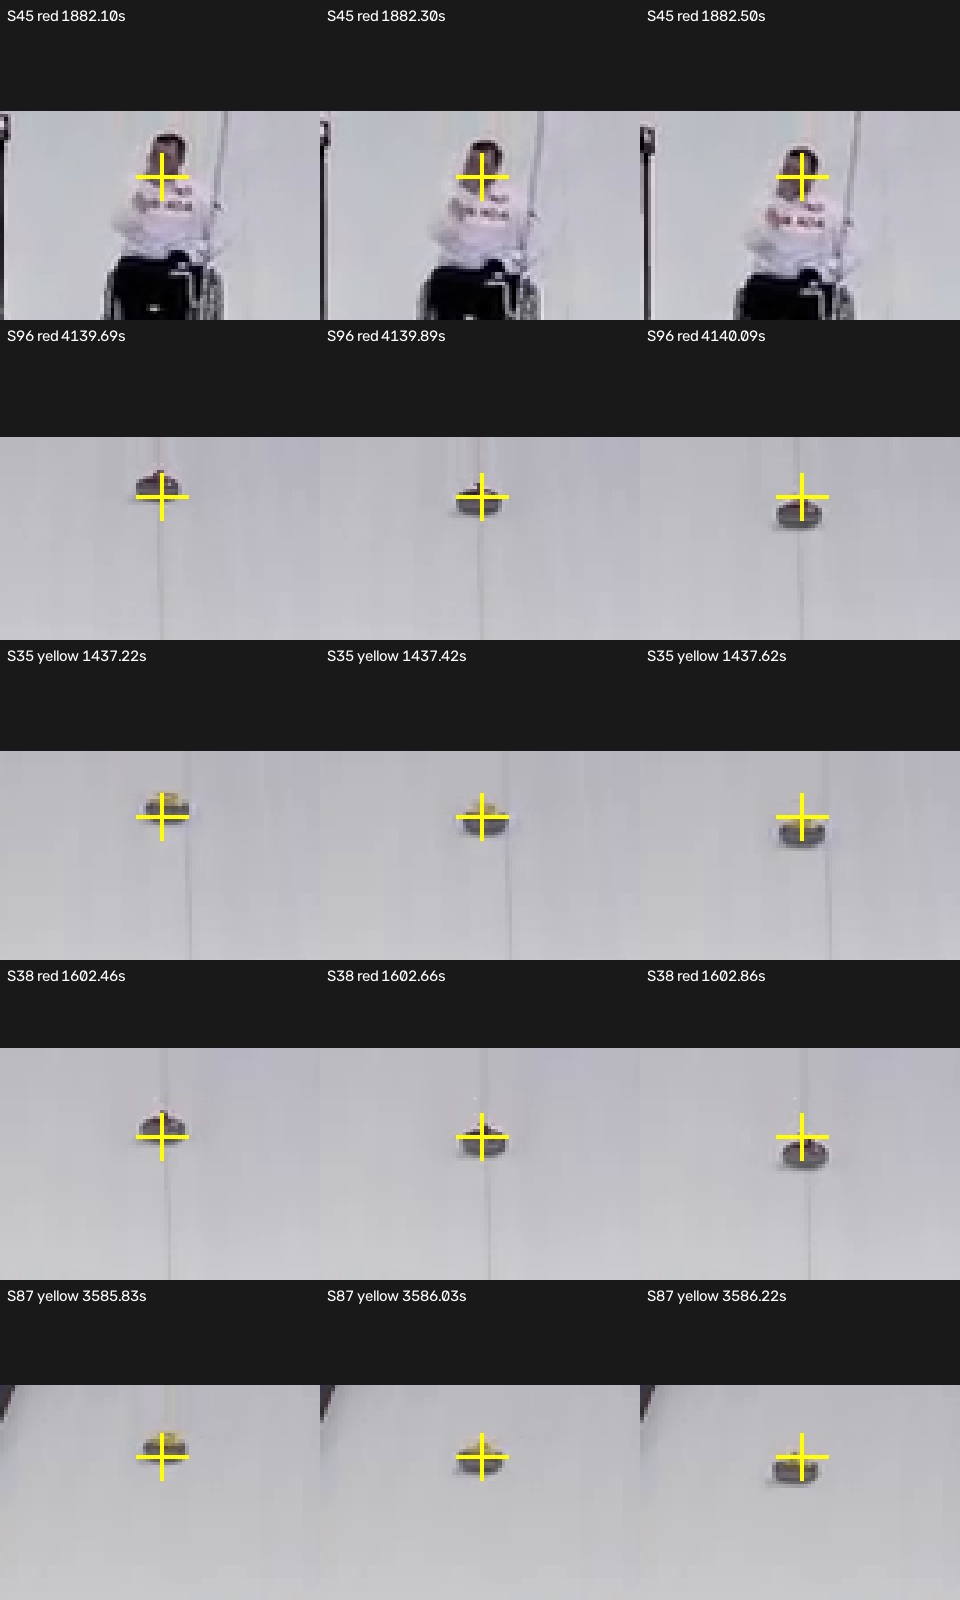 S45 red 1882.10s
S45 red 1882.30s
S45 red 1882.50s
S96 red 4139.69s
S96 red 4139.89s
S96 red 4140.09s
S35 yellow 1437.22s
S35 yellow 1437.42s
S35 yellow 1437.62s
S38 red 1602.46s
S38 red 1602.66s
S38 red 1602.86s
S87 yellow 3585.83s
S87 yellow 3586.03s
S87 yellow 3586.22s